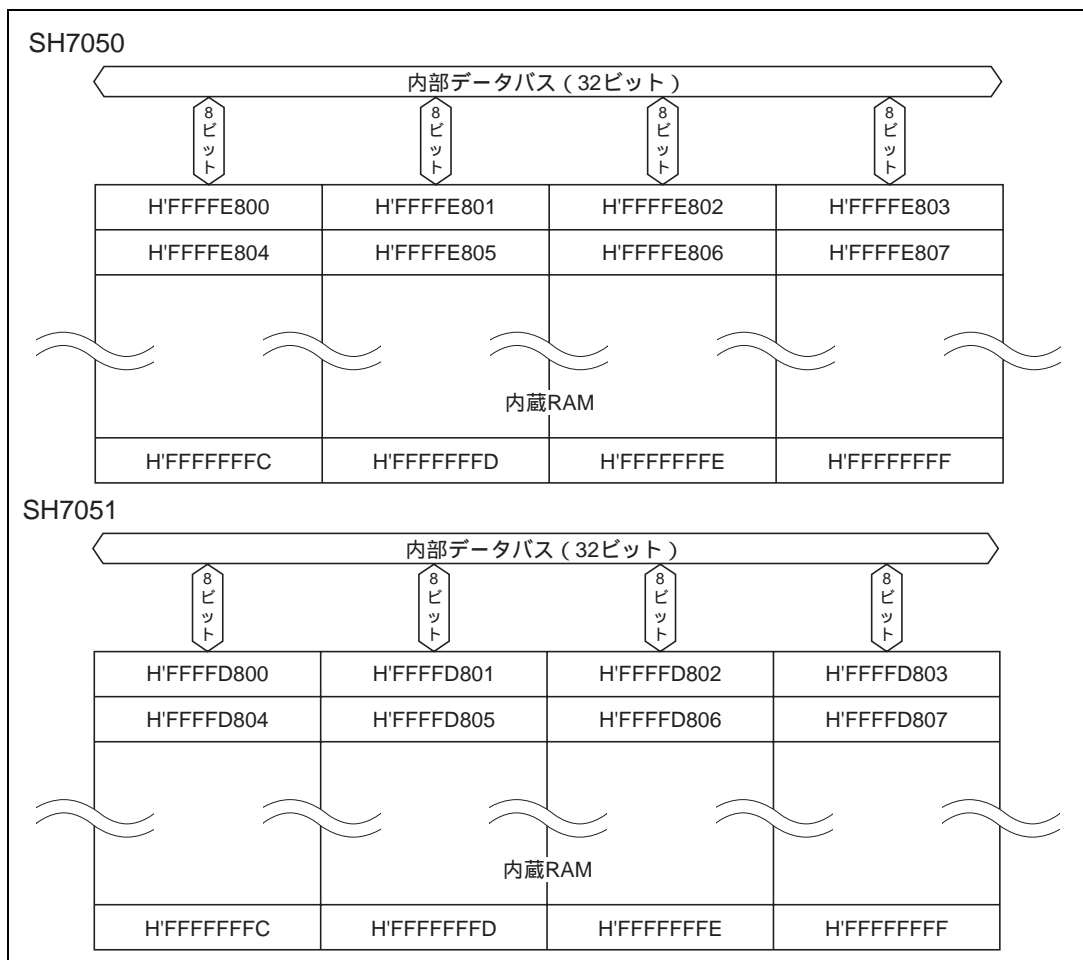 SH7050
内部データバス（32ビット）
8ビット 8ビット 8ビット 8ビット
H'FFFFE800 H'FFFFE801 H'FFFFE802 H'FFFFE803
H'FFFFE804 H'FFFFE805 H'FFFFE806 H'FFFFE807
内蔵RAM
H'FFFFFFFC H'FFFFFFFD H'FFFFFFFE H'FFFFFFFF
SH7051
内部データバス（32ビット）
8ビット 8ビット 8ビット 8ビット
H'FFFFD800 H'FFFFD801 H'FFFFD802 H'FFFFD803
H'FFFFD804 H'FFFFD805 H'FFFFD806 H'FFFFD807
内蔵RAM
H'FFFFFFFC H'FFFFFFFD H'FFFFFFFE H'FFFFFFFF